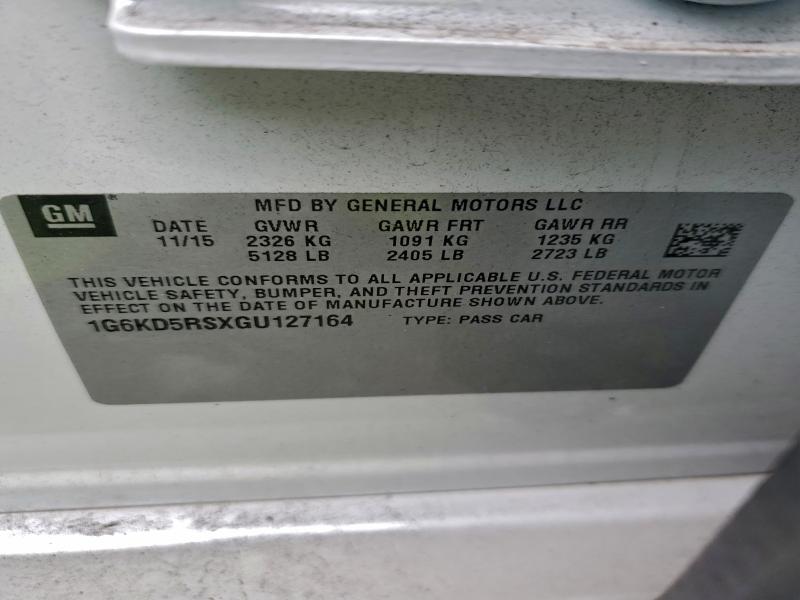 GM®
MFD BY GENERAL MOTORS LLC
DATE GVWR GAWR FRT GAWR RR
11/15 2326 KG 1091 KG 1235 KG
5128 LB 2405 LB 2723 LB
THIS VEHICLE CONFORMS TO ALL APPLICABLE U.S. FEDERAL MOTOR
VEHICLE SAFETY, BUMPER, AND THEFT PREVENTION STANDARDS IN
EFFECT ON THE DATE OF MANUFACTURE SHOWN ABOVE.
1G6KD5RSXGU127164 TYPE: PASS CAR